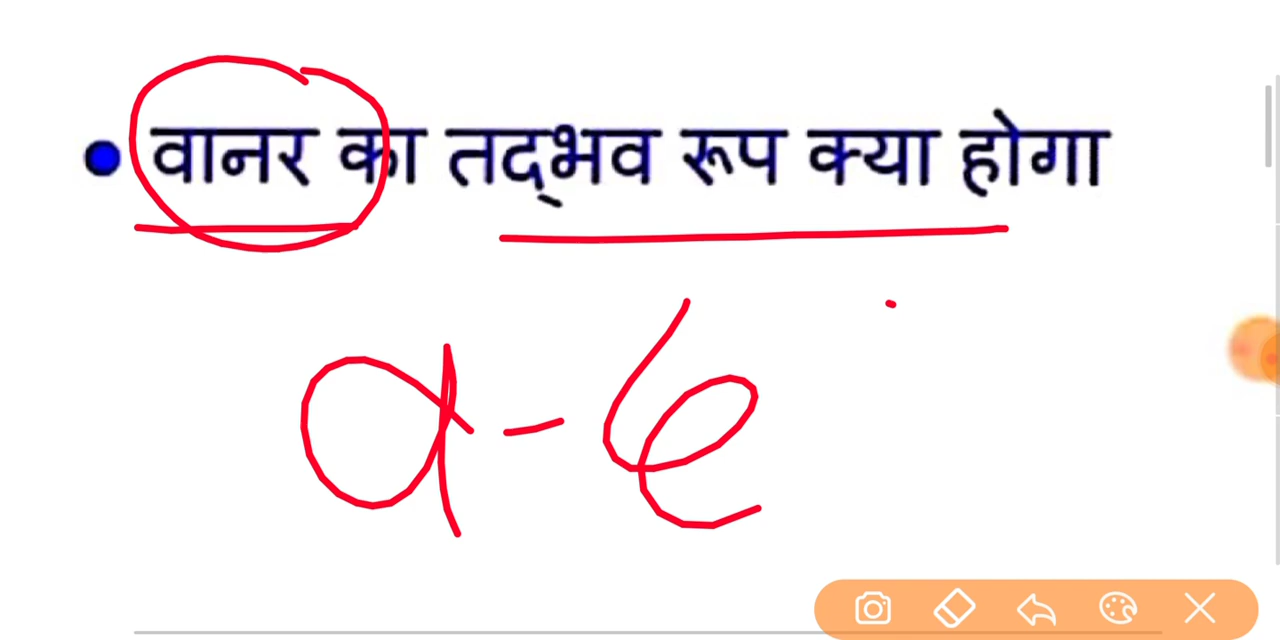 • वानर का तद्भव रूप क्या होगा